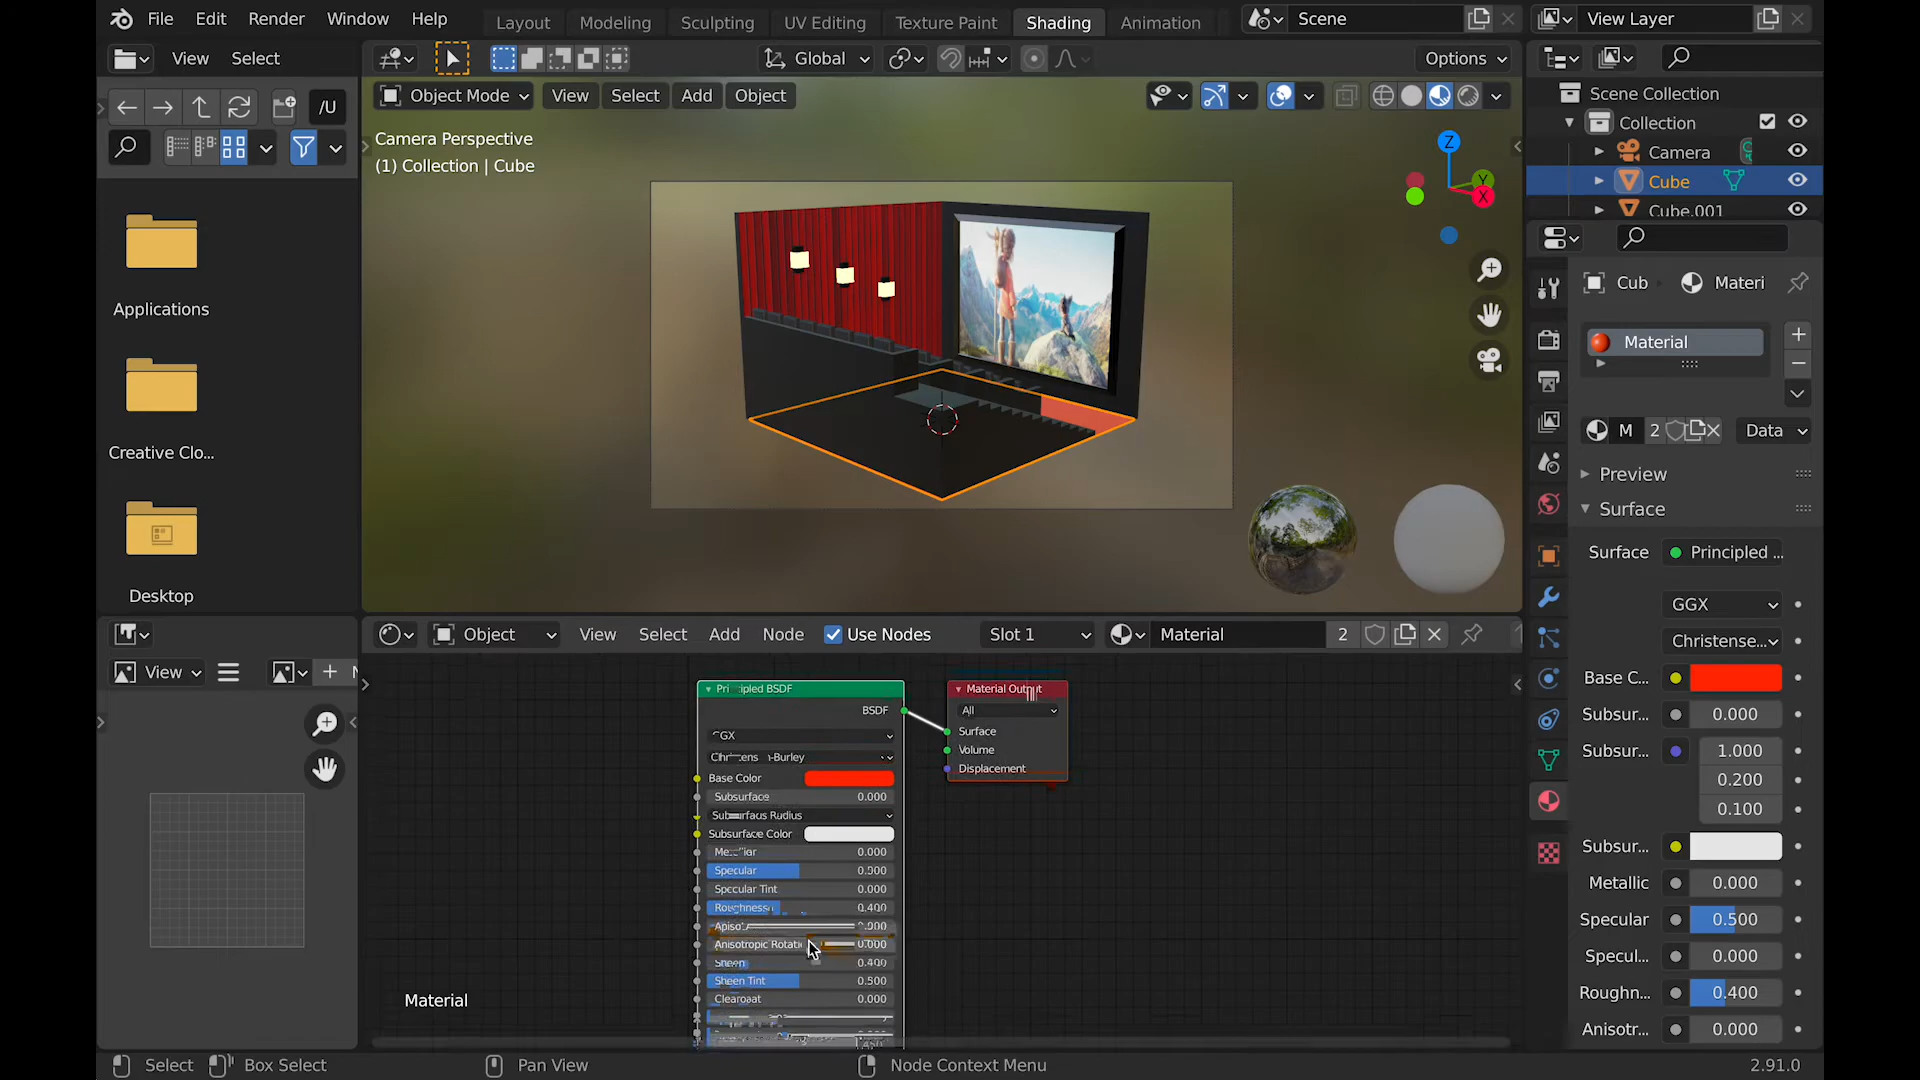 File Edit Render Window Help
Layout Modeling Sculpting UV Editing Texture Paint Shading Animation
Scene
View Layer
View Select
Global
Options
/U
Object Mode View Select Add Object
Camera Perspective
(1) Collection | Cube
Z
Y
X
Scene Collection
Collection
Camera
Cube
Cube.001
Applications
Creative Clo...
Desktop
Cub
Materi
Material
M 2
Data
Preview
Surface
Surface Principled ...
GGX
Christense...
Base C...
Subsur... 0.000
Subsur... 1.000
0.200
0.100
Subsur...
Metallic 0.000
Specular 0.500
Specul... 0.000
Roughn... 0.400
Anisotr... 0.000
View
Object View Select Add Node Use Nodes Slot 1 Material 2
BSDF
GGX
Base Color
Subsurface 0.000
Subsurface Color
0.000
Specular
Specular Tint 0.000
Roughness 0.400
Anisotropic Rotati 0.000
Sheen 0.400
Sheen Tint 0.500
Clearcoat 0.000
Material Output
All
Surface
Volume
Displacement
Material
Select Box Select Pan View Node Context Menu 2.91.0